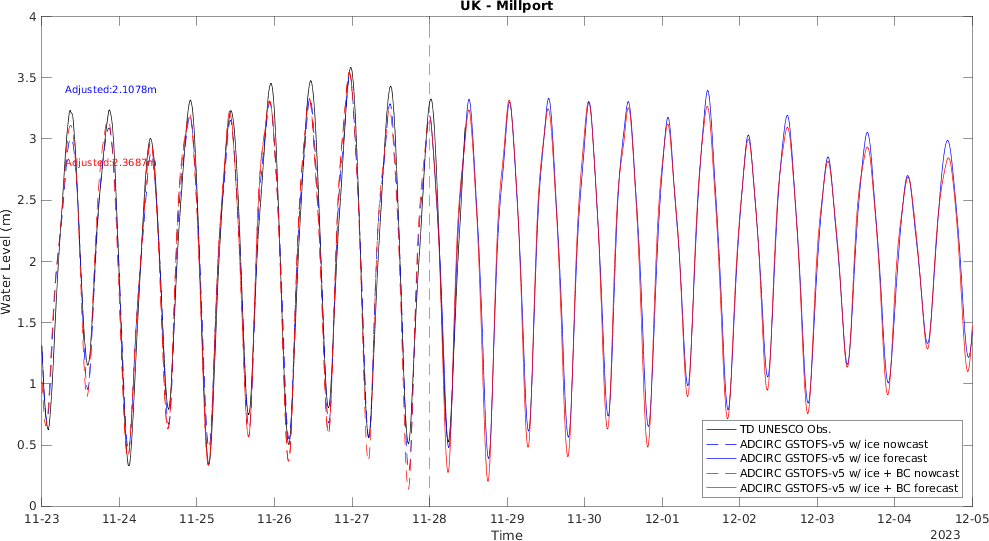 UK - Millport
4
3.5
3
2.5
2
1.5
1
0.5
0
Water Level (m)
Adjusted:2.1078m
Adjusted:2.3687m
TD UNESCO Obs.
ADCIRC GSTOFS-v5 w/ ice nowcast
ADCIRC GSTOFS-v5 w/ ice forecast
ADCIRC GSTOFS-v5 w/ ice + BC nowcast
ADCIRC GSTOFS-v5 w/ ice + BC forecast
11-23 11-24 11-25 11-26 11-27 11-28 11-29 11-30 12-01 12-02 12-03 12-04 12-05
Time
2023